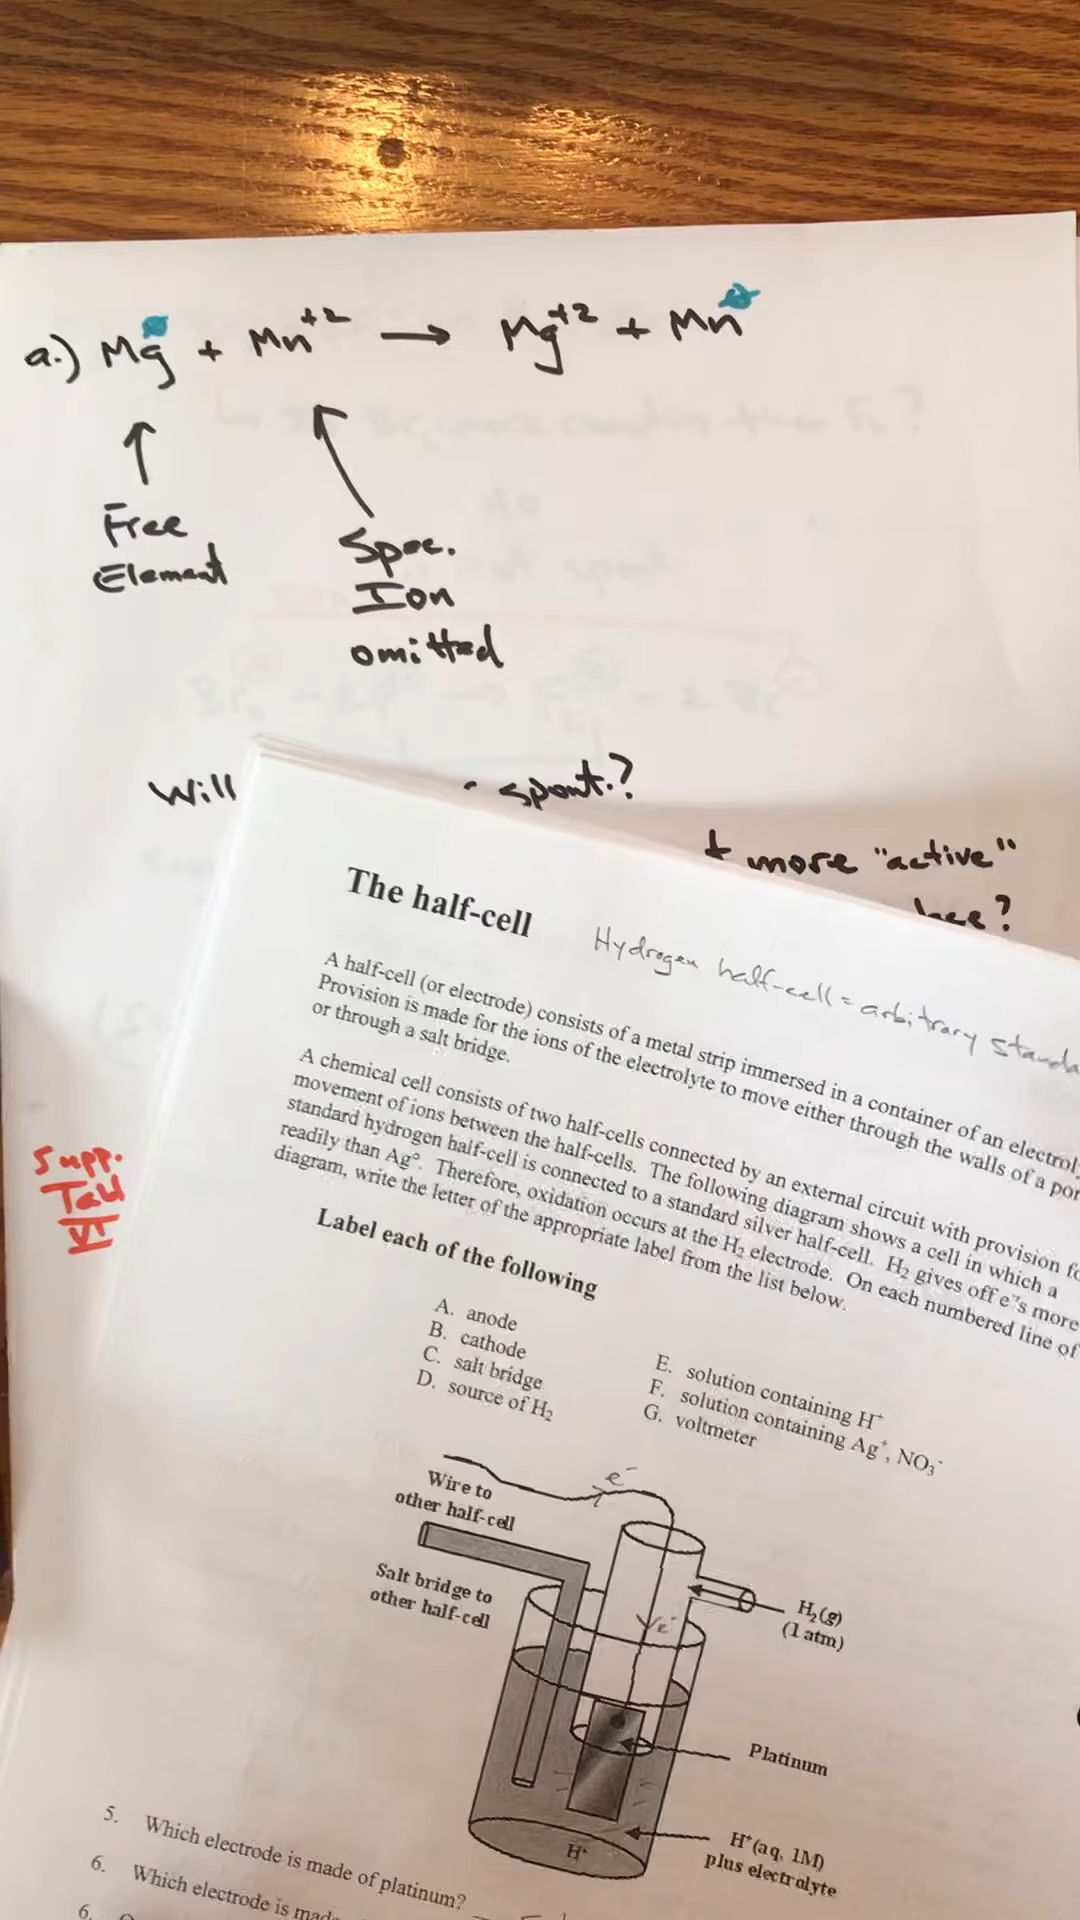 a.) Mg⁰ + Mn⁺² → Mg⁺² + Mn⁰
Free
Element
Spec.
Ion
omitted
Will spont.?
more "active"
The half-cell
Hydrogen half-cell = arbitrary
A half-cell (or electrode) consists of a metal strip immersed in a container of an
Provision is made for the ions of the electrolyte to move either through the walls of a
or through a salt bridge.
A chemical cell consists of two half-cells connected by an external circuit with provision
movement of ions between the half-cells. The following diagram shows a cell in which a
standard hydrogen half-cell is connected to a standard silver half-cell. H₂ gives off e⁻'s more
readily than Ag°. Therefore, oxidation occurs at the H₂ electrode. On each numbered line of
diagram, write the letter of the appropriate label from the list below.
Supp.
VI
Label each of the following
A. anode
B. cathode
C. salt bridge
D. source of H₂
E. solution containing H⁺
F. solution containing Ag⁺, NO₃⁻
G. voltmeter
e⁻
Wire to
other half-cell
Salt bridge to
other half-cell
H₂(g)
(1 atm)
e⁻
Platinum
H⁺(aq, 1M)
plus electrolyte
H⁺
5. Which electrode is made of platinum?
6. Which electrode is
6.